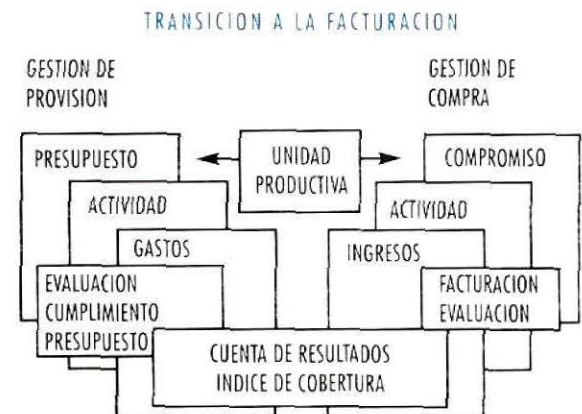 TRANSICION A LA FACTURACION
GESTION DE
PROVISION
GESTION DE
COMPRA
PRESUPUESTO
UNIDAD
PRODUCTIVA
COMPROMISO
ACTIVIDAD
ACTIVIDAD
GASTOS
INGRESOS
EVALUACION
CUMPLIMIENTO
PRESUPUESTO
FACTURACION
EVALUACION
CUENTA DE RESULTADOS
INDICE DE COBERTURA